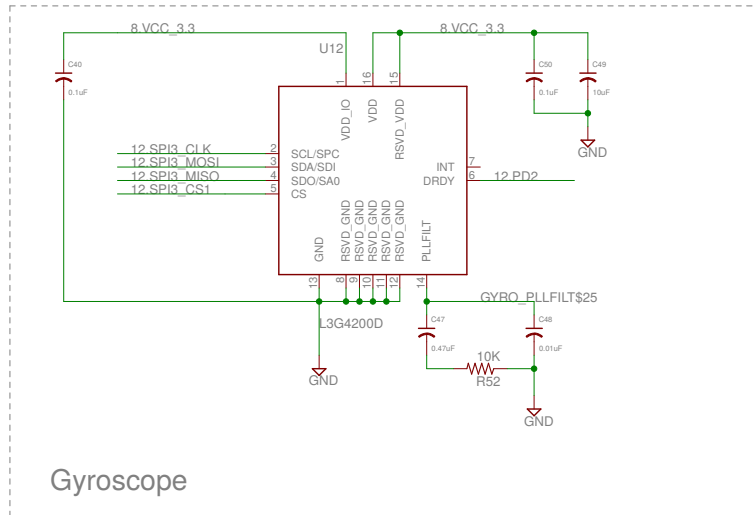 8.VCC_3.3
8.VCC_3.3
U12
C40
0.1uF
C50
0.1uF
C49
10uF
1
16
15
VDD_IO
VDD
RSVD_VDD
GND
12.SPI3_CLK
2
SCL/SPC
12.SPI3_MOSI
3
SDA/SDI
12.SPI3_MISO
4
SDO/SA0
12.SPI3_CS1
5
CS
INT
7
DRDY
6
12.PD2
GND
RSVD_GND
RSVD_GND
RSVD_GND
RSVD_GND
RSVD_GND
PLLFILT
13
8
9
10
11
12
14
GYRO_PLLFILT$25
L3G4200D
C47
0.47uF
C48
0.01uF
10K
R52
GND
GND
Gyroscope